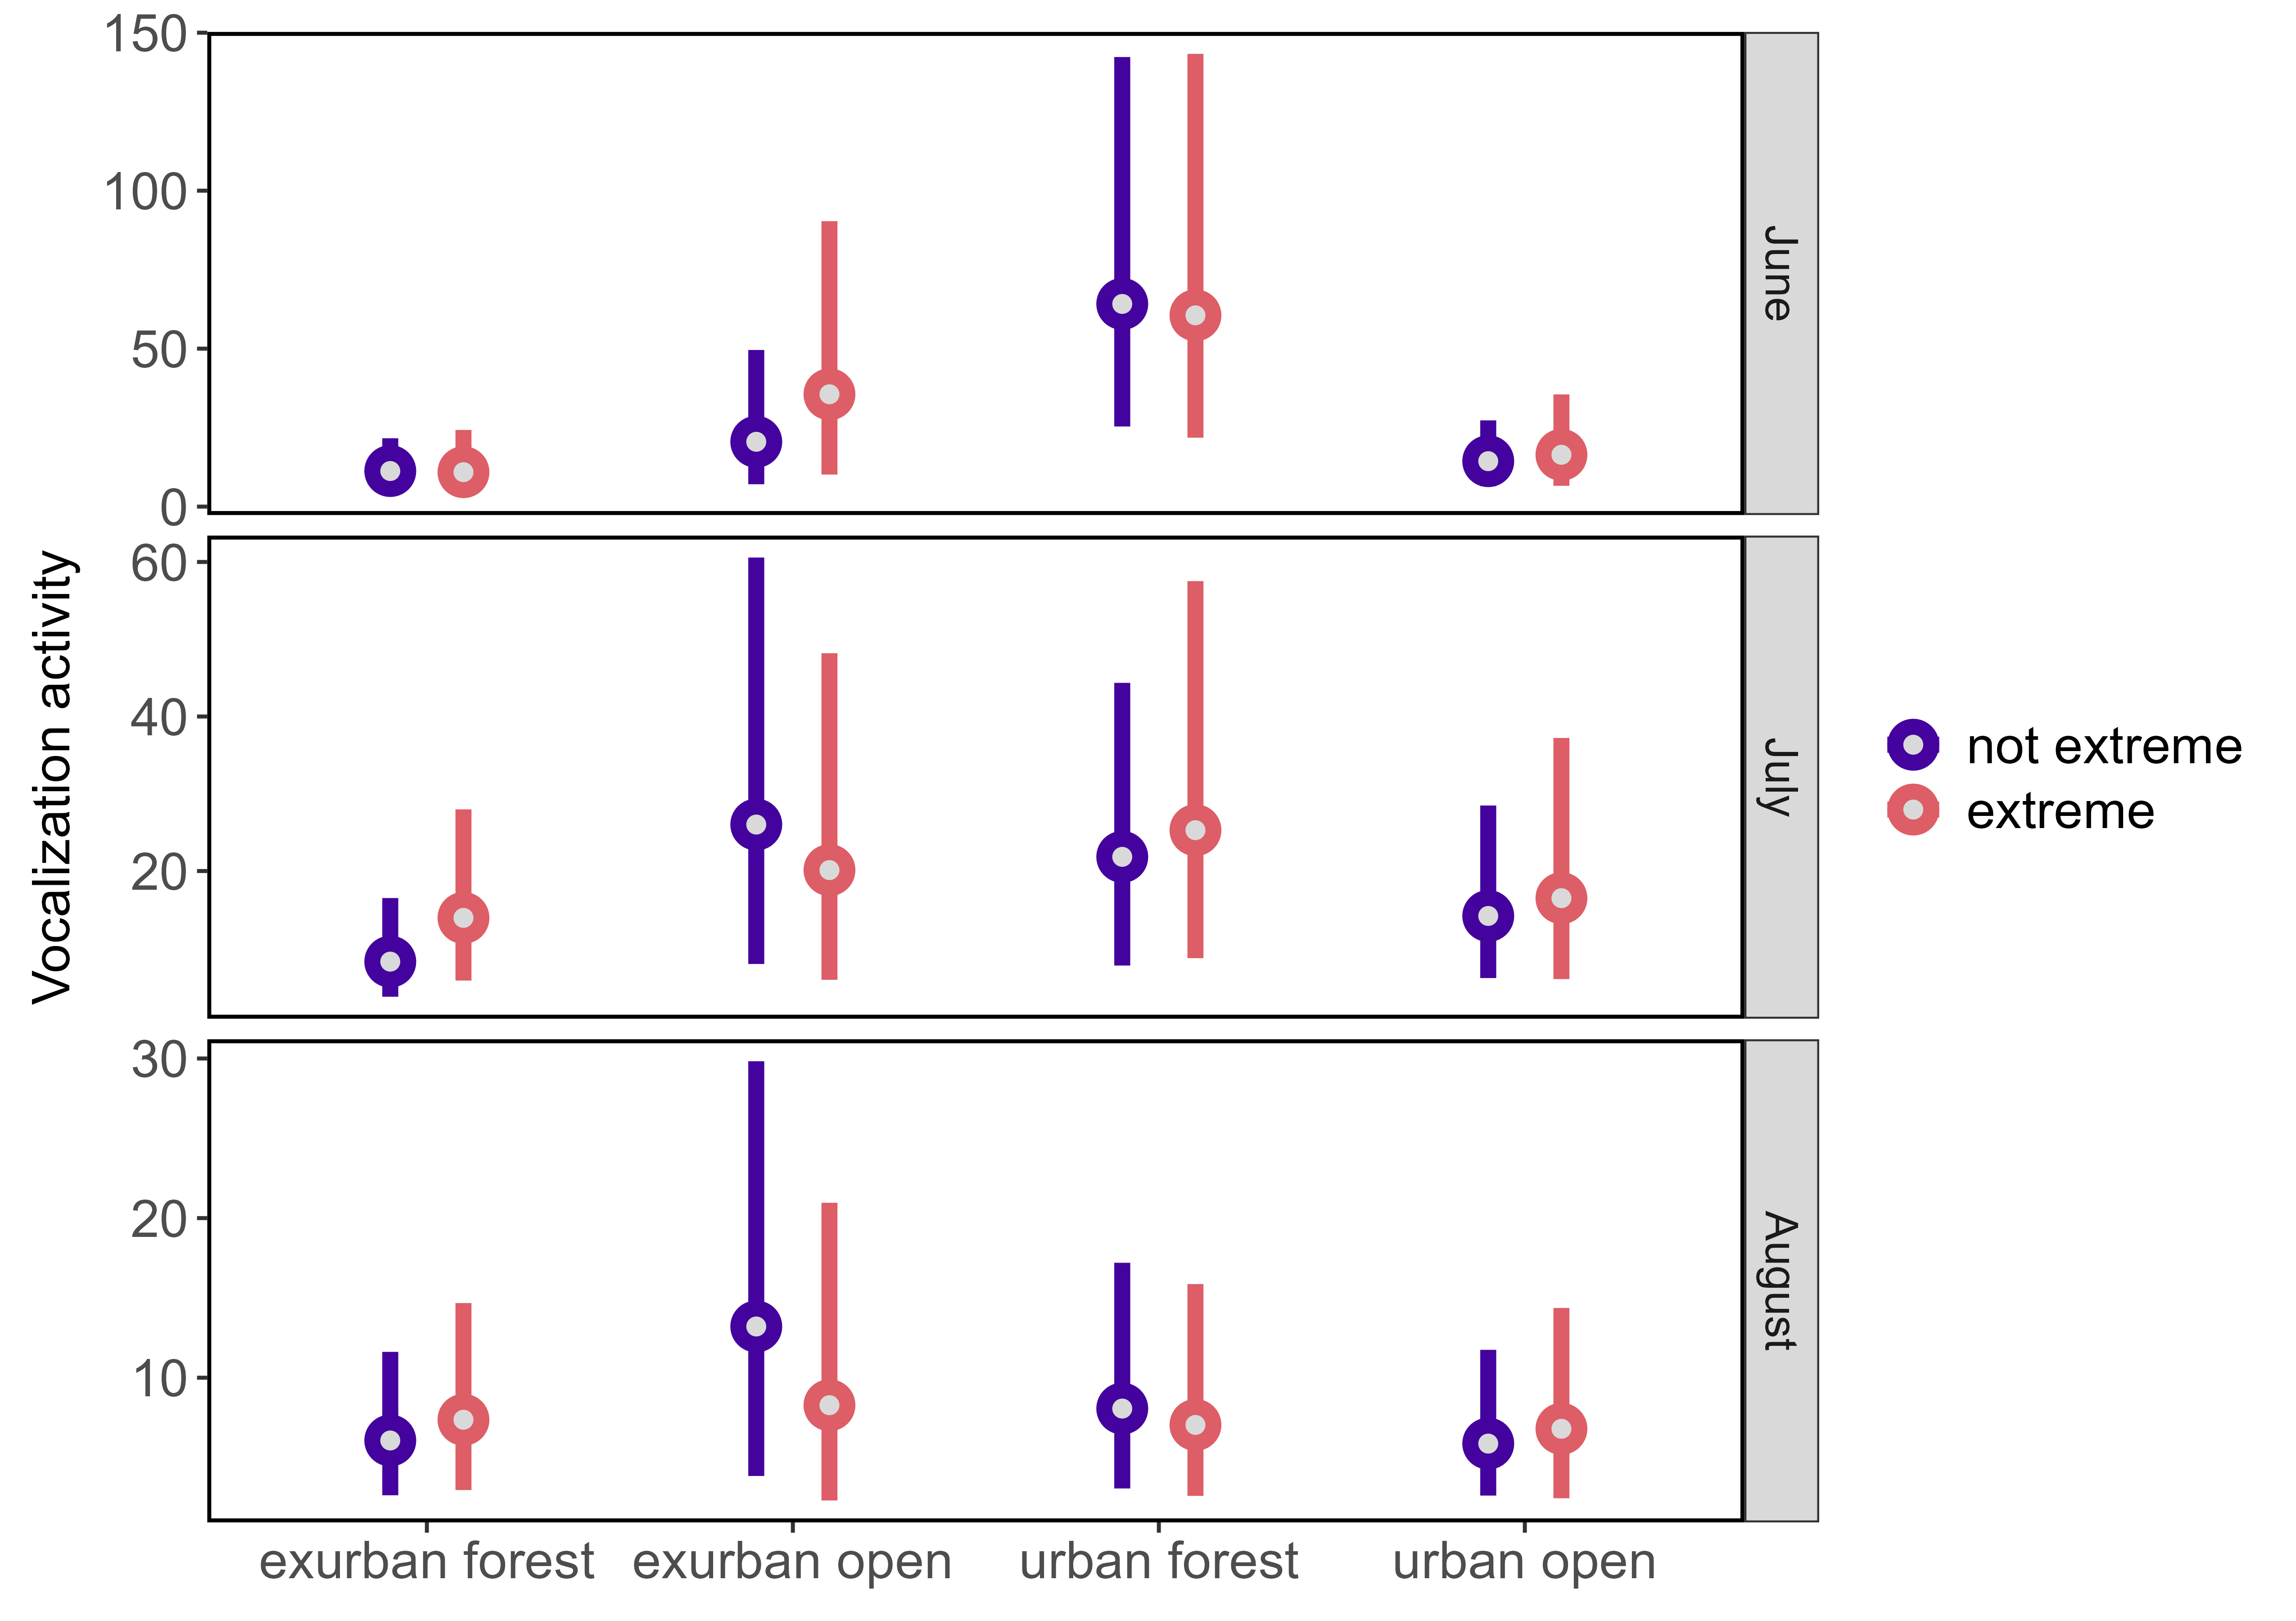 Vocalization activity
150
100
50
0
June
60
40
20
July
30
20
10
August
exurban forest
exurban open
urban forest
urban open
not extreme
extreme